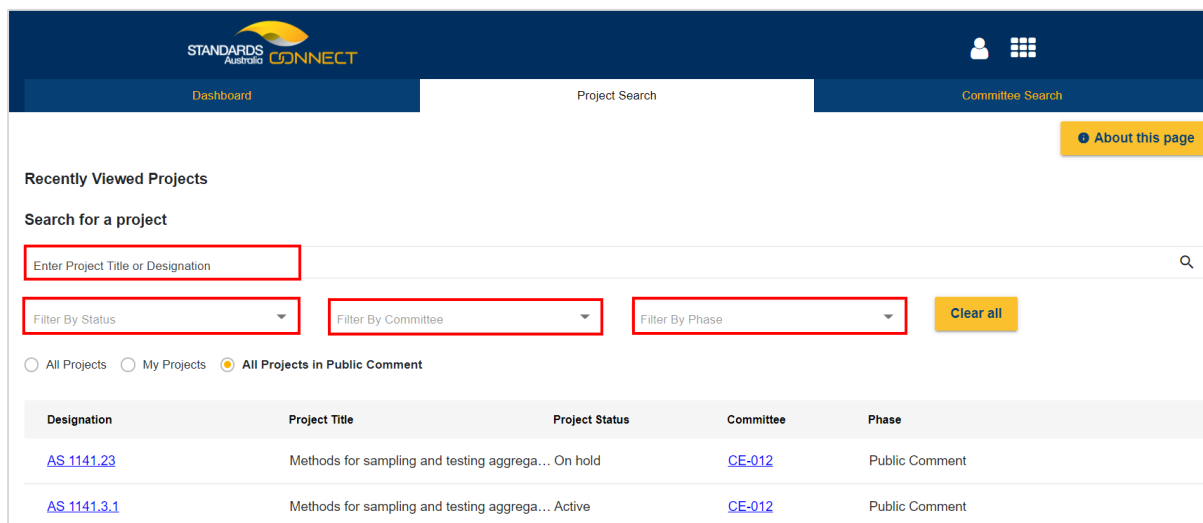 STANDARDS
Australia CONNECT
Dashboard Project Search Committee Search
About this page
Recently Viewed Projects
Search for a project
Enter Project Title or Designation
Filter By Status Filter By Committee Filter By Phase Clear all
All Projects My Projects All Projects in Public Comment
Designation Project Title Project Status Committee Phase
AS 1141.23 Methods for sampling and testing aggrega... On hold CE-012 Public Comment
AS 1141.3.1 Methods for sampling and testing aggrega... Active CE-012 Public Comment